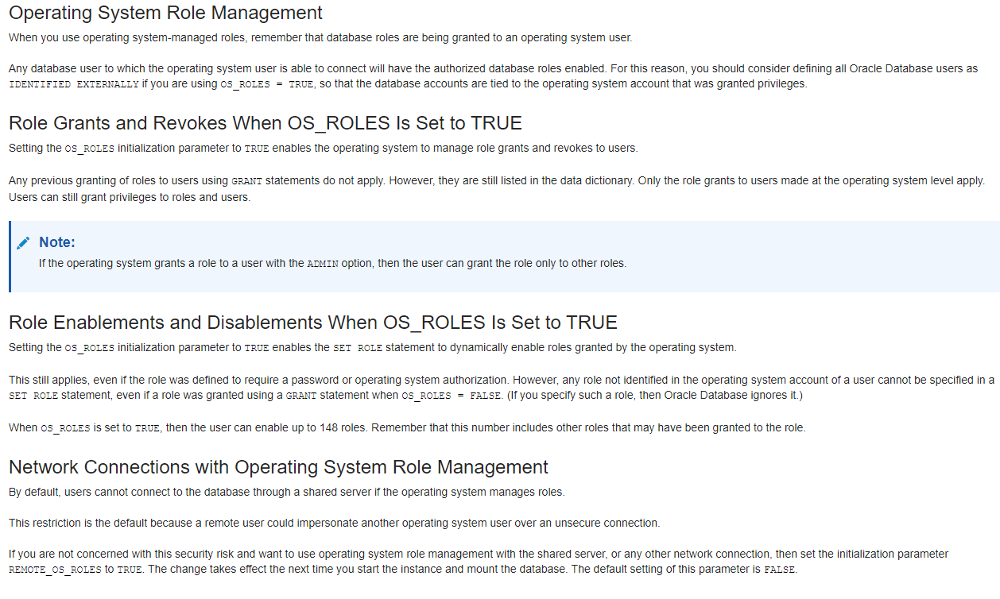 Operating System Role Management
When you use operating system-managed roles, remember that database roles are being granted to an operating system user.
Any database user to which the operating system user is able to connect will have the authorized database roles enabled. For this reason, you should consider defining all Oracle Database users as
IDENTIFIED EXTERNALLY if you are using OS_ROLES = TRUE, so that the database accounts are tied to the operating system account that was granted privileges.
Role Grants and Revokes When OS_ROLES Is Set to TRUE
Setting the OS_ROLES initialization parameter to TRUE enables the operating system to manage role grants and revokes to users.
Any previous granting of roles to users using GRANT statements do not apply. However, they are still listed in the data dictionary. Only the role grants to users made at the operating system level apply.
Users can still grant privileges to roles and users.
Note:
If the operating system grants a role to a user with the ADMIN option, then the user can grant the role only to other roles.
Role Enablements and Disablements When OS_ROLES Is Set to TRUE
Setting the OS_ROLES initialization parameter to TRUE enables the SET ROLE statement to dynamically enable roles granted by the operating system.
This still applies, even if the role was defined to require a password or operating system authorization. However, any role not identified in the operating system account of a user cannot be specified in a
SET ROLE statement, even if a role was granted using a GRANT statement when OS_ROLES = FALSE. (If you specify such a role, then Oracle Database ignores it.)
When OS_ROLES is set to TRUE, then the user can enable up to 148 roles. Remember that this number includes other roles that may have been granted to the role.
Network Connections with Operating System Role Management
By default, users cannot connect to the database through a shared server if the operating system manages roles.
This restriction is the default because a remote user could impersonate another operating system user over an unsecure connection.
If you are not concerned with this security risk and want to use operating system role management with the shared server, or any other network connection, then set the initialization parameter
REMOTE_OS_ROLES to TRUE. The change takes effect the next time you start the instance and mount the database. The default setting of this parameter is FALSE.